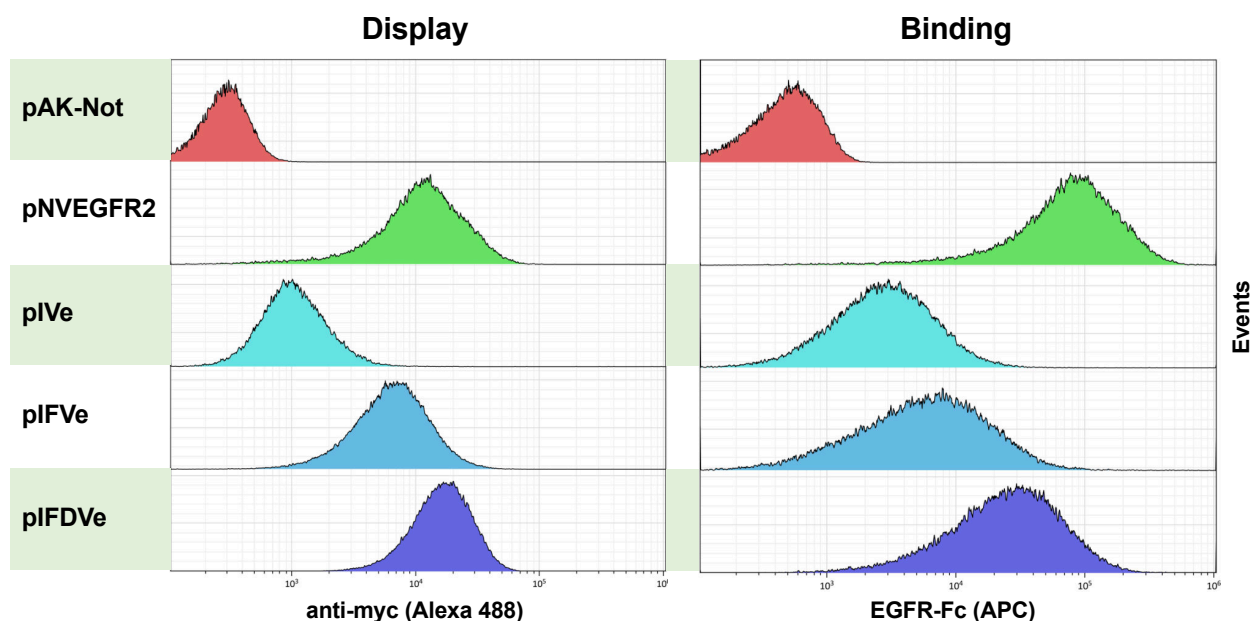 Display
Binding
pAK-Not
pNVEGFR2
pIVe
pIFVe
pIFDVe
Events
10³ 10⁴ 10⁵ 10
10³ 10⁴ 10⁵ 10⁶
anti-myc (Alexa 488)
EGFR-Fc (APC)